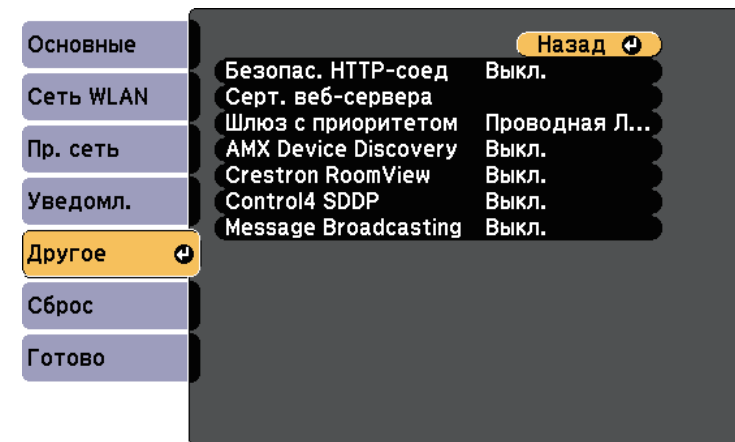 Основные
Сеть WLAN
Пр. сеть
Уведомл.
Другое
Сброс
Готово
Назад
Безопас. HTTP-соед Выкл.
Серт. веб-сервера
Шлюз с приоритетом Проводная Л...
AMX Device Discovery Выкл.
Crestron RoomView Выкл.
Control4 SDDP Выкл.
Message Broadcasting Выкл.